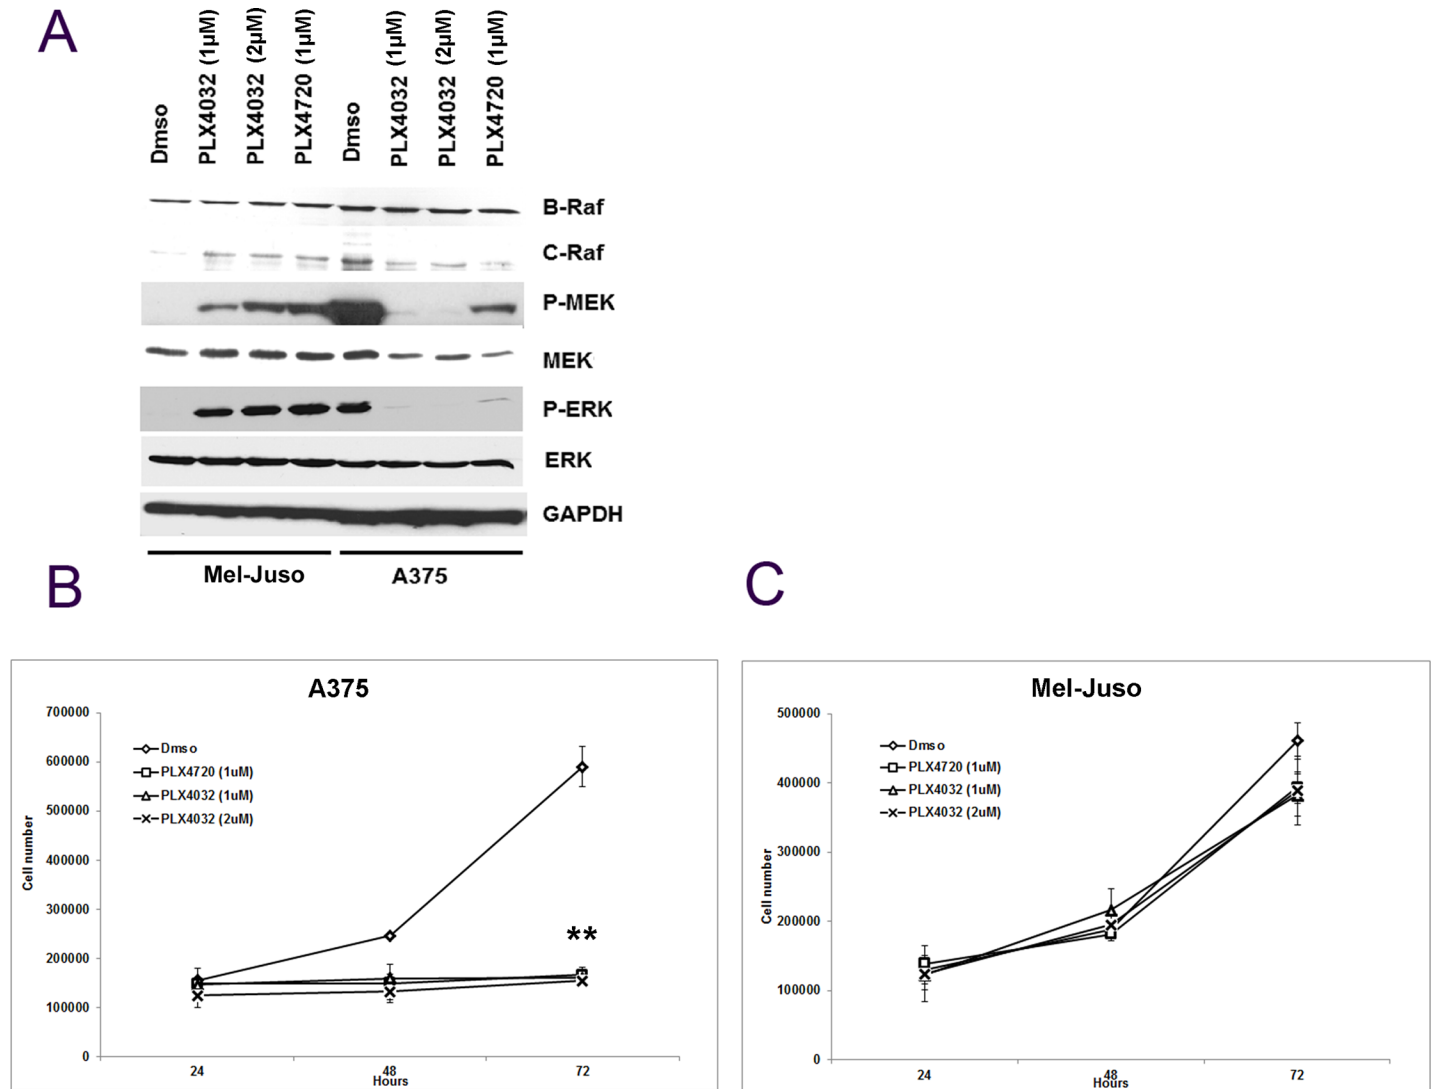 A
Dmso
PLX4032 (1µM)
PLX4032 (2µM)
PLX4720 (1µM)
Dmso
PLX4032 (1µM)
PLX4032 (2µM)
PLX4720 (1µM)
B-Raf
C-Raf
P-MEK
MEK
P-ERK
ERK
GAPDH
Mel-Juso
A375
B
A375
700000
600000
500000
400000
300000
200000
100000
0
Cell number
Dmso
PLX4720 (1uM)
PLX4032 (1uM)
PLX4032 (2uM)
**
24
48
72
Hours
C
Mel-Juso
500000
400000
300000
200000
100000
0
Cell number
Dmso
PLX4720 (1uM)
PLX4032 (1uM)
PLX4032 (2uM)
24
48
72
Hours